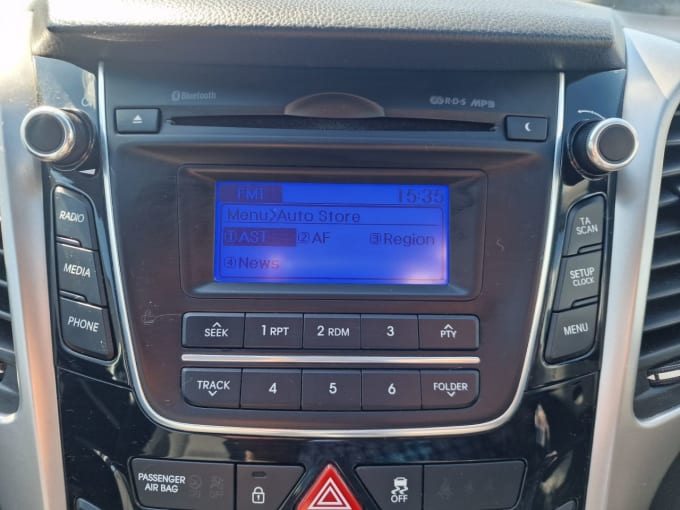 Bluetooth
R·D·S MP3
FM1 15:35
Menu>Auto Store
①AST ②AF ③Region
④News
RADIO
MEDIA
PHONE
TA
SCAN
SETUP
CLOCK
MENU
SEEK 1 RPT 2 RDM 3 PTY
TRACK 4 5 6 FOLDER
PASSENGER
AIR BAG
OFF
OFF